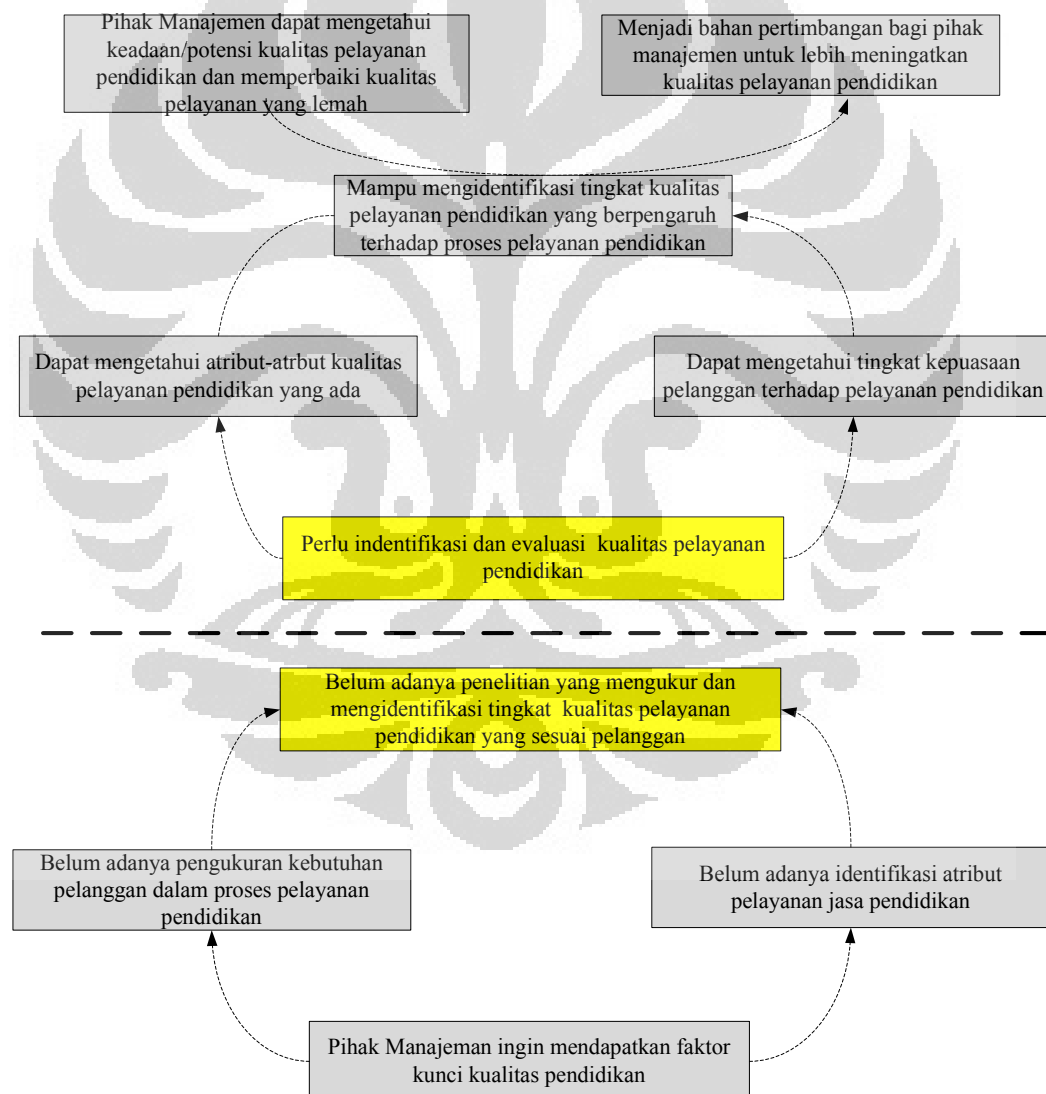 Pihak Manajemen dapat mengetahui
keadaan/potensi kualitas pelayanan
pendidikan dan memperbaiki kualitas
pelayanan yang lemah
Menjadi bahan pertimbangan bagi pihak
manajemen untuk lebih meningatkan
kualitas pelayanan pendidikan
Mampu mengidentifikasi tingkat kualitas
pelayanan pendidikan yang berpengaruh
terhadap proses pelayanan pendidikan
Dapat mengetahui atribut-atrbut kualitas
pelayanan pendidikan yang ada
Dapat mengetahui tingkat kepuasaan
pelanggan terhadap pelayanan pendidikan
Perlu indentifikasi dan evaluasi kualitas pelayanan
pendidikan
Belum adanya penelitian yang mengukur dan
mengidentifikasi tingkat kualitas pelayanan
pendidikan yang sesuai pelanggan
Belum adanya pengukuran kebutuhan
pelanggan dalam proses pelayanan
pendidikan
Belum adanya identifikasi atribut
pelayanan jasa pendidikan
Pihak Manajeman ingin mendapatkan faktor
kunci kualitas pendidikan